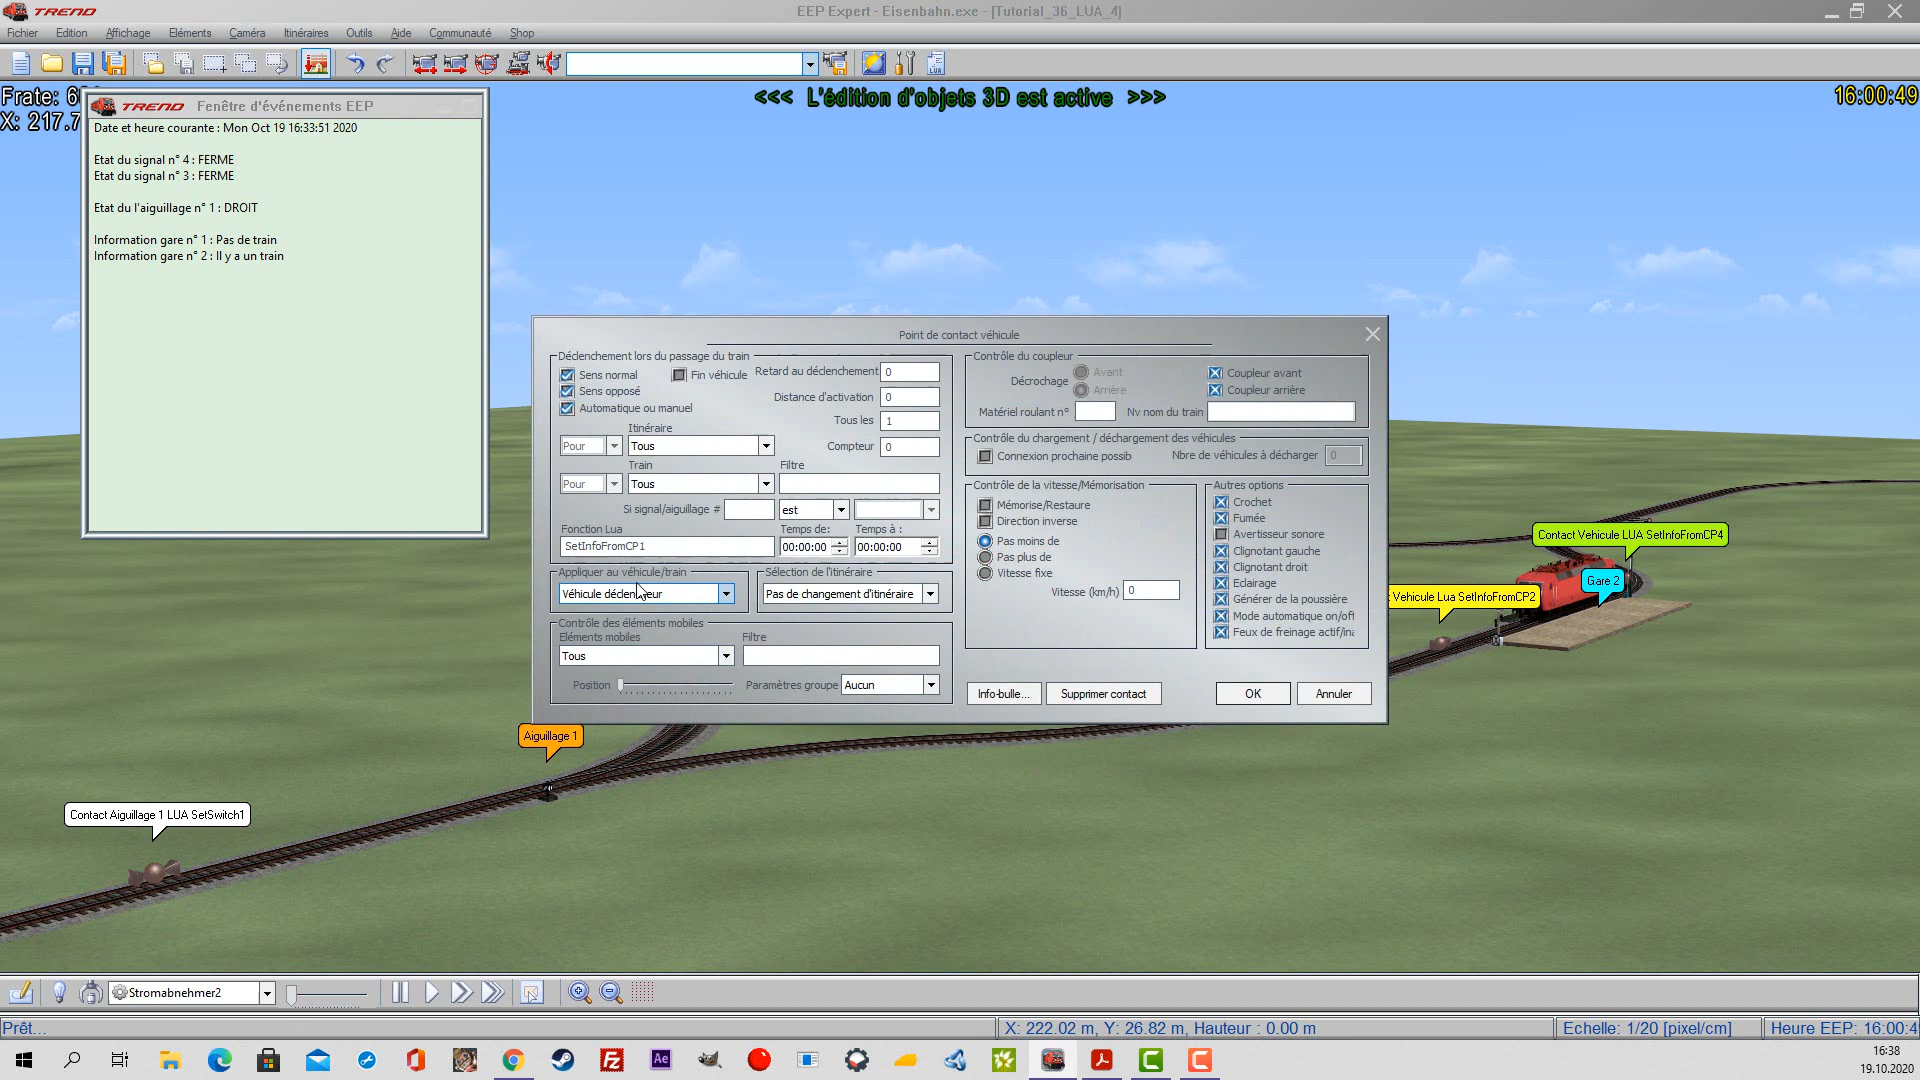 TREND
EEP Expert - Eisenbahn.exe - [Tutorial_36_LUA_4]
Fichier Edition Affichage Eléments Caméra Itinéraires Outils Aide Communauté Shop
Frate: 6
X: 217.7
<<< L'édition d'objets 3D est active >>>
16:00:49
TREND Fenêtre d'événements EEP
Date et heure courante : Mon Oct 19 16:33:51 2020
Etat du signal n° 4 : FERME
Etat du signal n° 3 : FERME
Etat du l'aiguillage n° 1 : DROIT
Information gare n° 1 : Pas de train
Information gare n° 2 : Il y a un train
Point de contact véhicule
Déclenchement lors du passage du train
Sens normal
Fin véhicule
Retard au déclenchement 0
Sens opposé
Distance d'activation 0
Automatique ou manuel
Tous les 1
Itinéraire
Pour Tous
Compteur 0
Train
Filtre
Pour Tous
Si signal/aiguillage # est
Fonction Lua
Temps de:
Temps à :
SetInfoFromCP1
00:00:00
00:00:00
Appliquer au véhicule/train
Véhicule déclencheur
Sélection de l'itinéraire
Pas de changement d'itinéraire
Contrôle des éléments mobiles
Eléments mobiles
Filtre
Tous
Position
Paramètres groupe Aucun
Contrôle du coupleur
Décrochage
Avant
Arrière
Coupleur avant
Coupleur arrière
Matériel roulant n°
Nv nom du train
Contrôle du chargement / déchargement des véhicules
Connexion prochaine possib
Nbre de véhicules à décharger 0
Contrôle de la vitesse/Mémorisation
Mémorise/Restaure
Direction inverse
Pas moins de
Pas plus de
Vitesse fixe
Vitesse (km/h) 0
Autres options
Crochet
Fumée
Avertisseur sonore
Clignotant gauche
Clignotant droit
Eclairage
Générer de la poussière
Mode automatique on/off
Feux de freinage actif/ina
Info-bulle...
Supprimer contact
OK
Annuler
Contact Vehicule LUA SetInfoFromCP4
Gare 2
Vehicule Lua SetInfoFromCP2
Aiguillage 1
Contact Aiguillage 1 LUA SetSwitch1
Stromabnehmer2
Prêt...
X: 222.02 m, Y: 26.82 m, Hauteur : 0.00 m
Echelle: 1/20 [pixel/cm]
Heure EEP: 16:00:4
Ae
16:38
19.10.2020